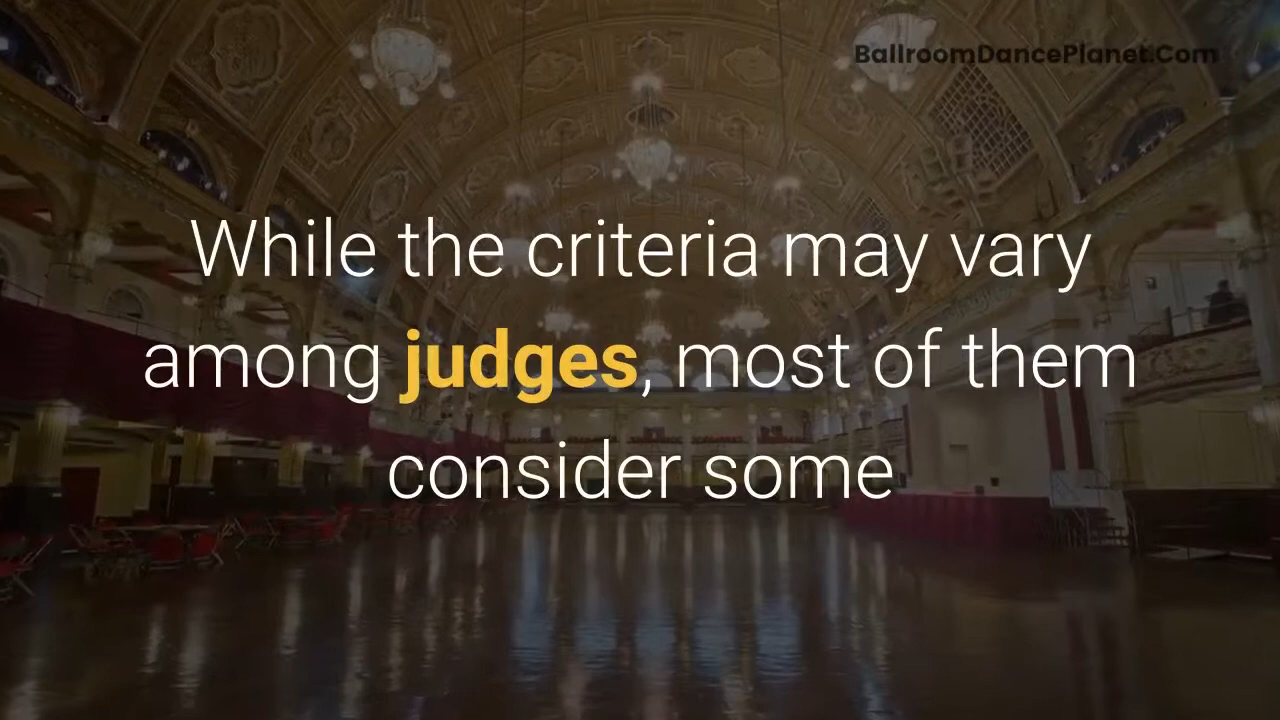 BallroomDancePlanet.Com
While the criteria may vary
among judges, most of them
consider some